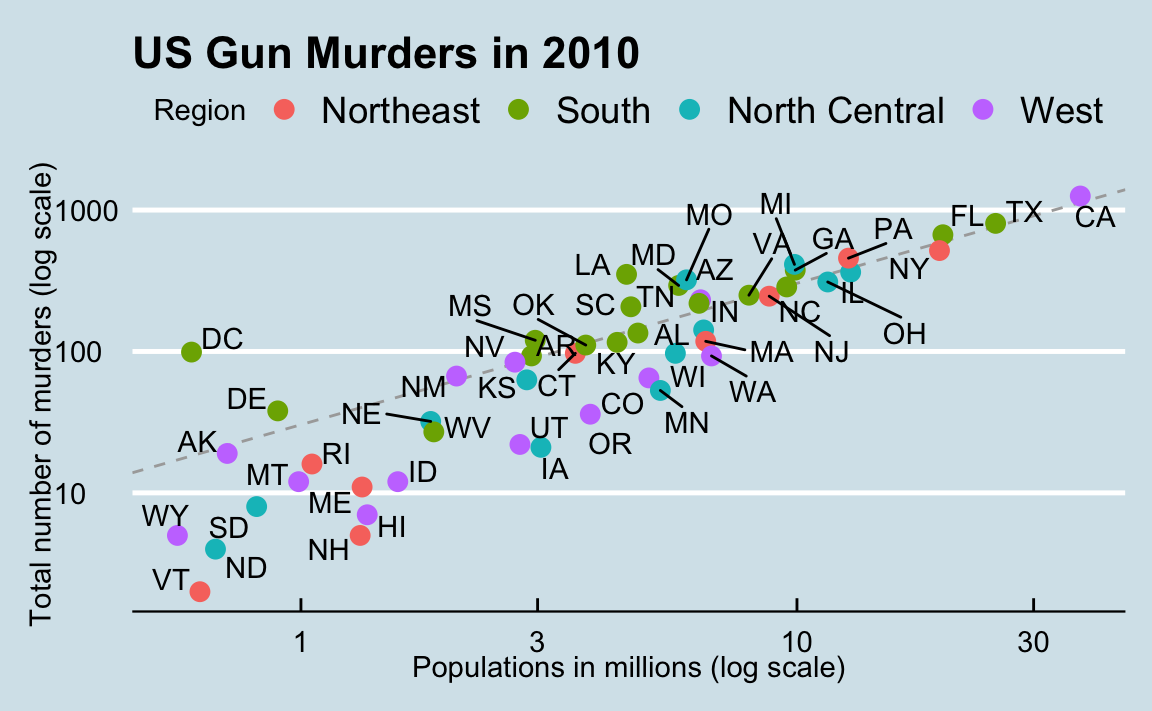 US Gun Murders in 2010
Region Northeast South North Central West
Total number of murders (log scale)
1000
100
10
MI
MO
FL TX
CA
PA
GA
VA
MD
LA
AZ
NY
SC TN
IL
MS OK
IN NC
OH
DC
NV AR
AL
MA NJ
KY
NM KS CT
WI
WA
DE
CO
NE
MN
WV UT
OR
AK
RI
MT
ID
IA
ME
WY
SD
HI
NH
ND
VT
1 3 10 30
Populations in millions (log scale)